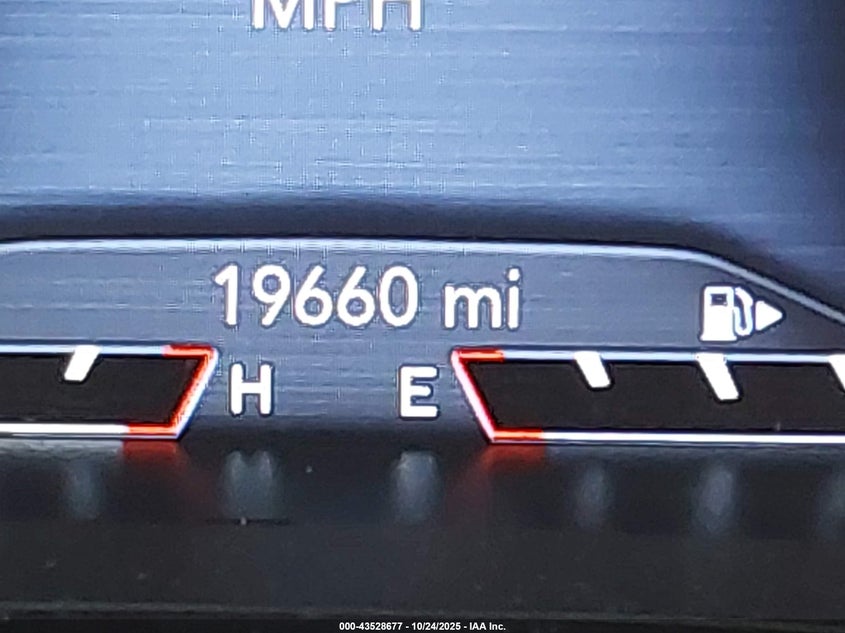 MPH
19660 mi
H E
000-43528677 - 10/24/2025 - IAA Inc.